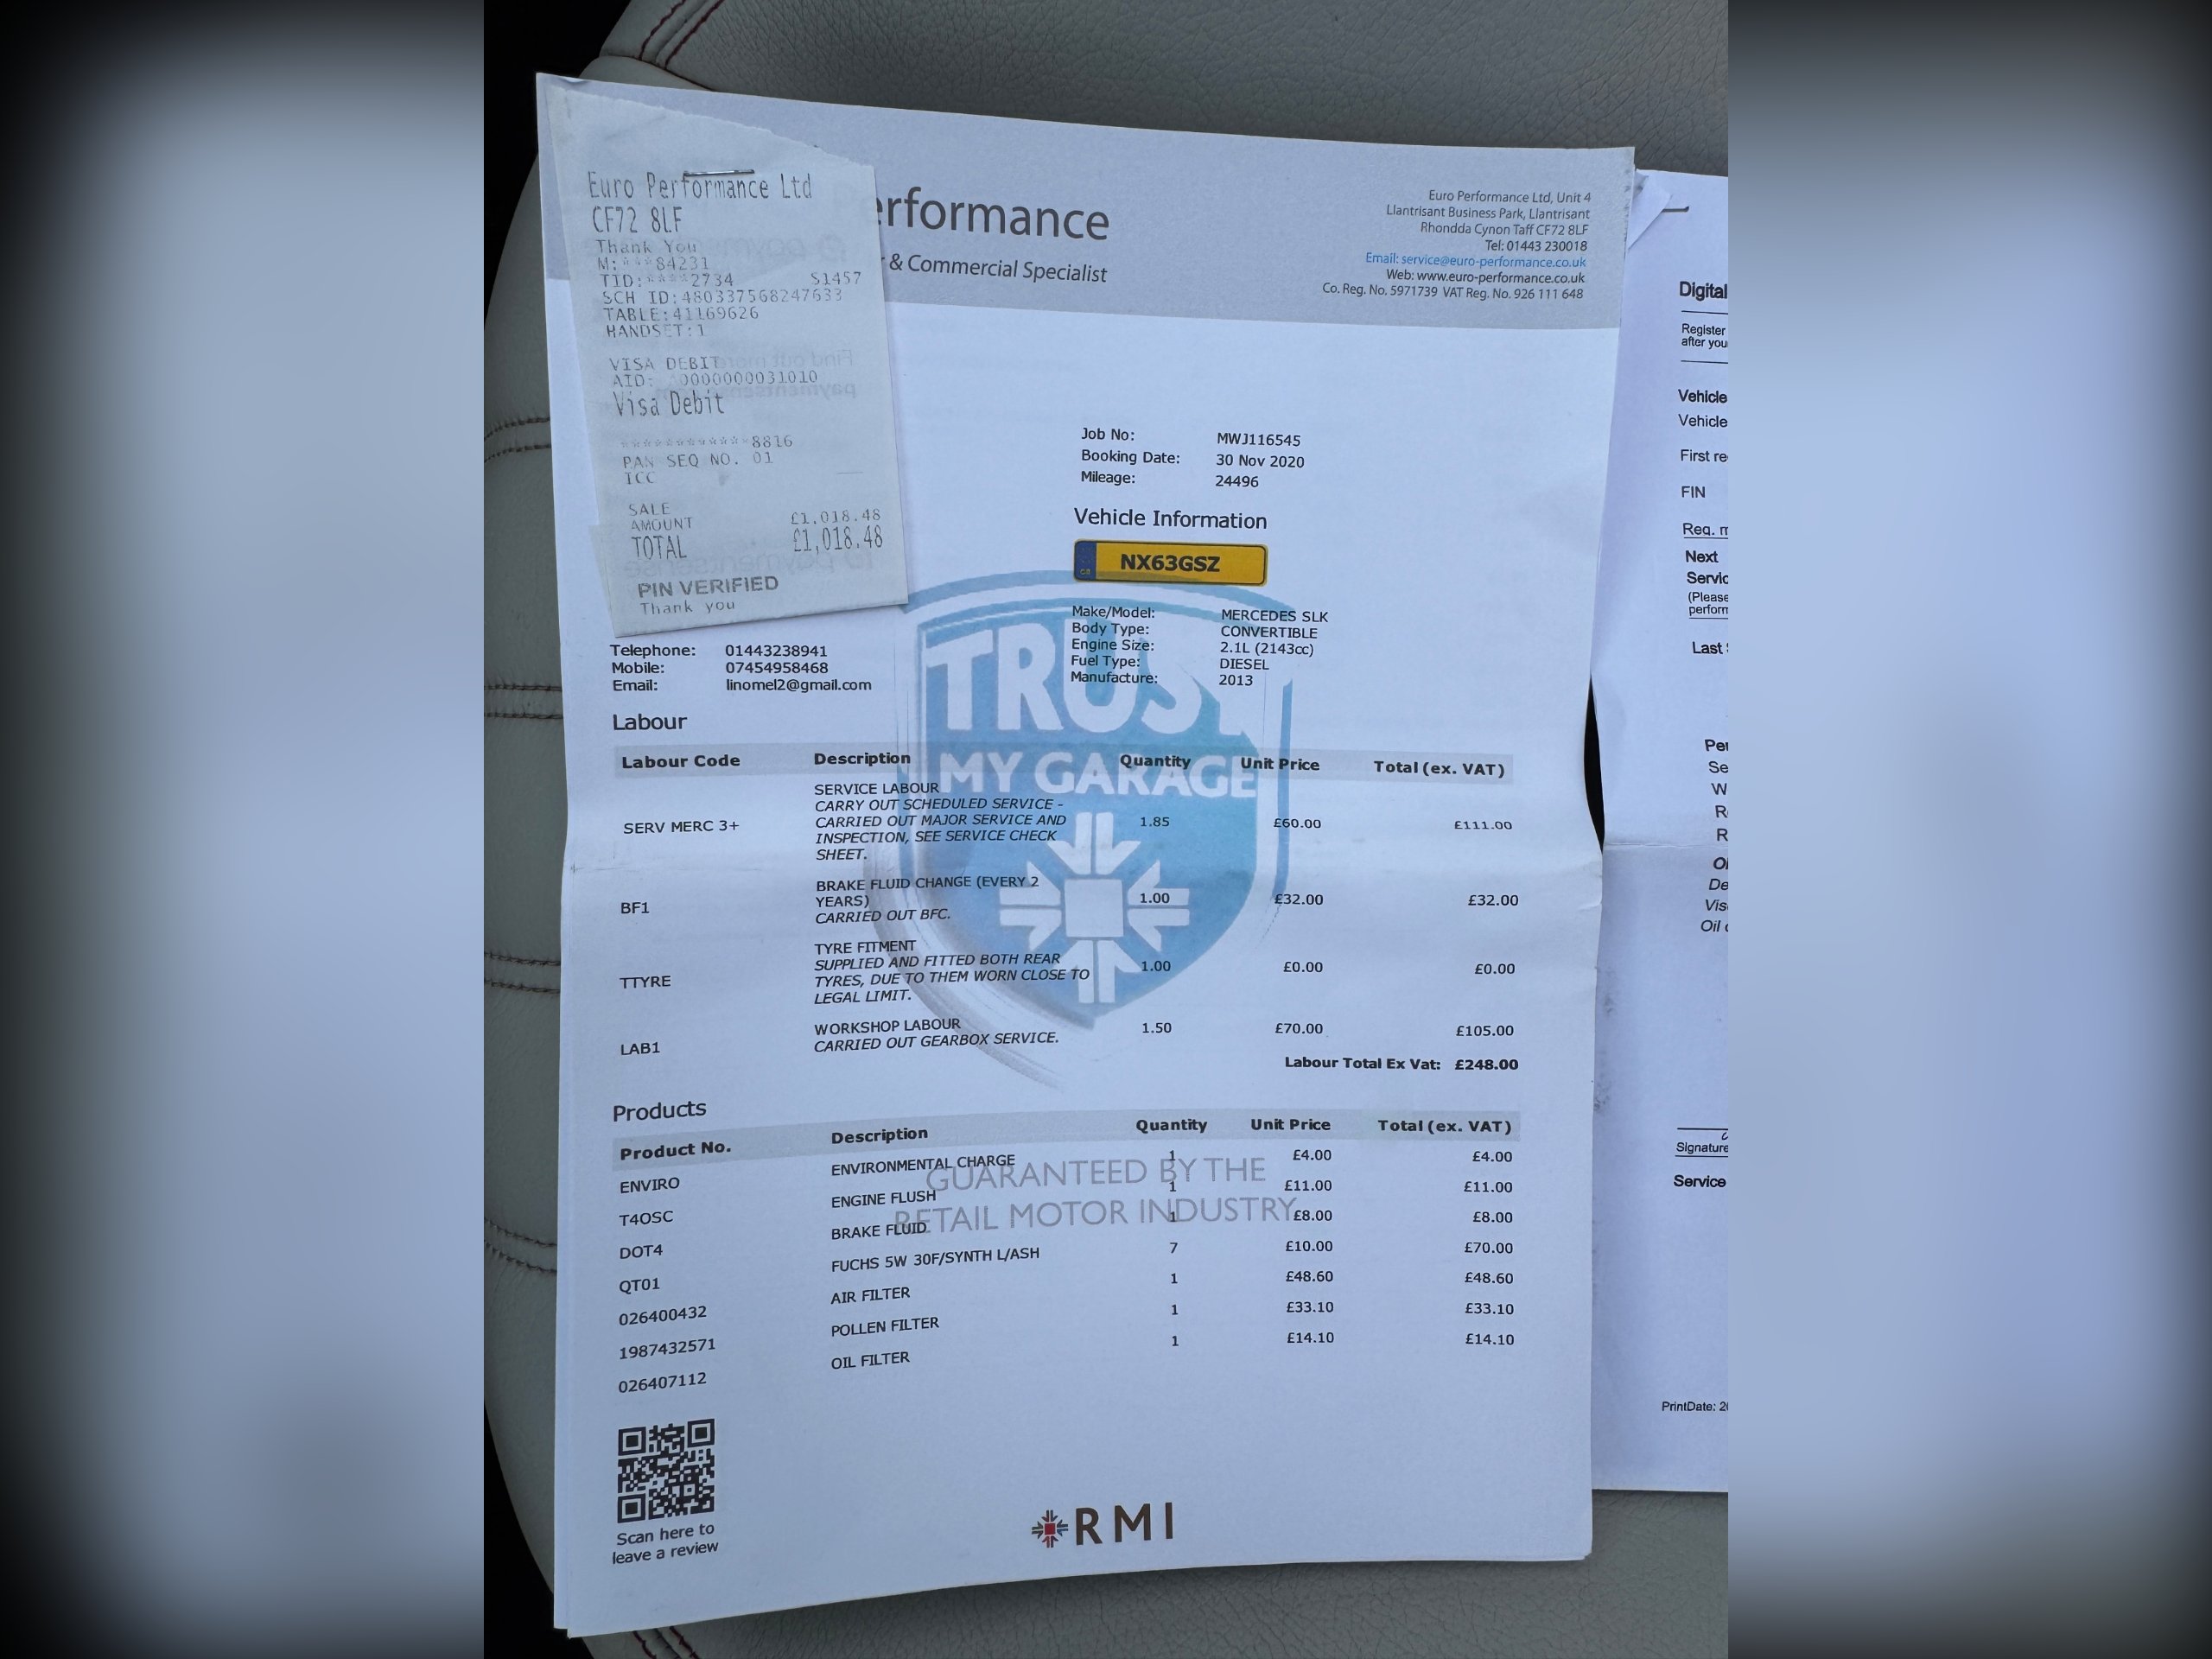 Euro Performance Ltd
CF72 8LF
Thank You
M:***84231
TID:****2734 S1457
SCH ID:480337568247633
TABLE:41169626
HANDSET:1
VISA DEBIT
AID: 0000000031010
Visa Debit
************8816
PAN SEQ NO. 01
ICC
SALE
AMOUNT £1,018.48
TOTAL £1,018.48
PIN VERIFIED
Thank you
erformance
& Commercial Specialist
Euro Performance Ltd, Unit 4
Llantrisant Business Park, Llantrisant
Rhondda Cynon Taff CF72 8LF
Tel: 01443 230018
Email: service@euro-performance.co.uk
Web: www.euro-performance.co.uk
Co. Reg. No. 5971739 VAT Reg. No. 926 111 648
Job No: MWJ116545
Booking Date: 30 Nov 2020
Mileage: 24496
Vehicle Information
NX63GSZ
Make/Model: MERCEDES SLK
Body Type: CONVERTIBLE
Engine Size: 2.1L (2143cc)
Fuel Type: DIESEL
Manufacture: 2013
Telephone: 01443238941
Mobile: 07454958468
Email: linomel2@gmail.com
TRUST
MY GARAGE
Labour
Labour Code Description Quantity Unit Price Total (ex. VAT)
SERVICE LABOUR
CARRY OUT SCHEDULED SERVICE -
SERV MERC 3+ CARRIED OUT MAJOR SERVICE AND 1.85 £60.00 £111.00
INSPECTION, SEE SERVICE CHECK
SHEET.
BRAKE FLUID CHANGE (EVERY 2
BF1 YEARS) 1.00 £32.00 £32.00
CARRIED OUT BFC.
TYRE FITMENT
SUPPLIED AND FITTED BOTH REAR
TTYRE TYRES, DUE TO THEM WORN CLOSE TO 1.00 £0.00 £0.00
LEGAL LIMIT.
WORKSHOP LABOUR
LAB1 CARRIED OUT GEARBOX SERVICE. 1.50 £70.00 £105.00
Labour Total Ex Vat: £248.00
Products
Product No. Description Quantity Unit Price Total (ex. VAT)
ENVIRO ENVIRONMENTAL CHARGE 1 £4.00 £4.00
T4OSC ENGINE FLUSH 1 £11.00 £11.00
DOT4 BRAKE FLUID 1 £8.00 £8.00
QT01 FUCHS 5W 30F/SYNTH L/ASH 7 £10.00 £70.00
026400432 AIR FILTER 1 £48.60 £48.60
1987432571 POLLEN FILTER 1 £33.10 £33.10
026407112 OIL FILTER 1 £14.10 £14.10
GUARANTEED BY THE
RETAIL MOTOR INDUSTRY
Scan here to
leave a review
RMI
Digital
Register
after you
Vehicle
Vehicle
First re
FIN
Req. m
Next
Servic
(Please
perform
Last
Per
Se
W
R
R
Ol
De
Vis
Oil
Signature
Service
PrintDate: 20